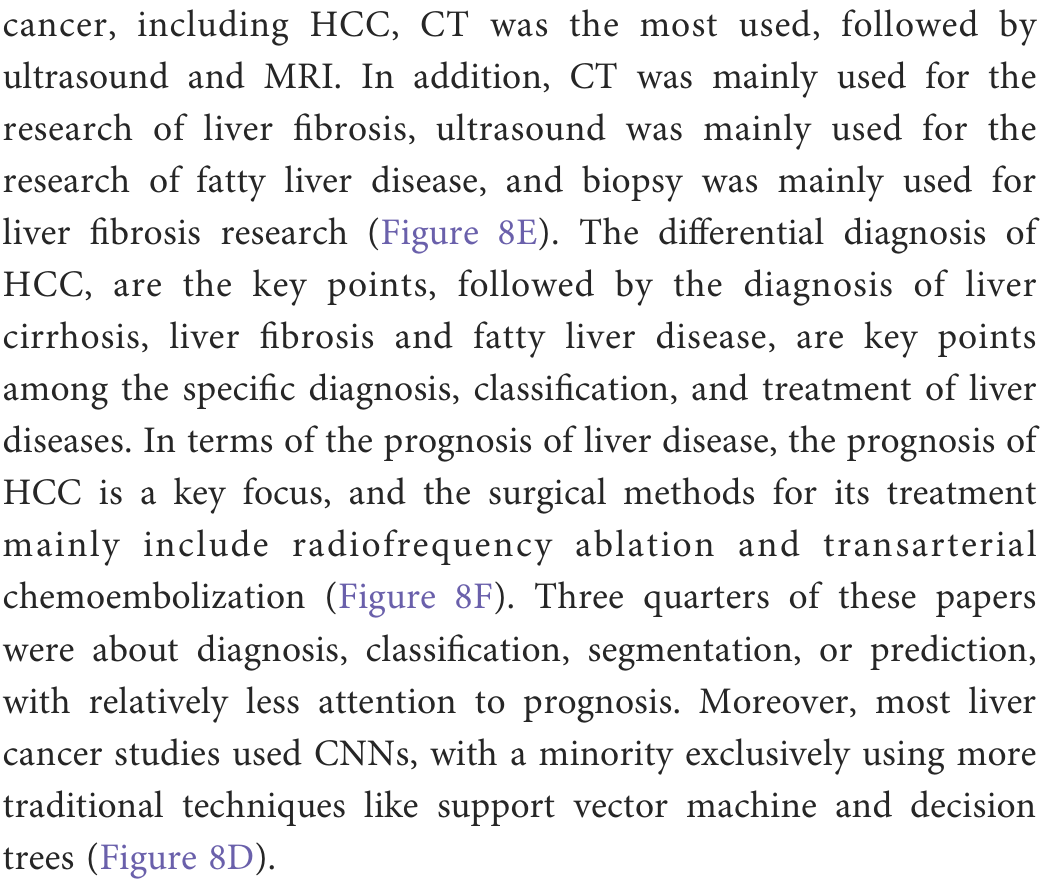 cancer, including HCC, CT was the most used, followed by
ultrasound and MRI. In addition, CT was mainly used for the
research of liver fibrosis, ultrasound was mainly used for the
research of fatty liver disease, and biopsy was mainly used for
liver fibrosis research (Figure 8E). The differential diagnosis of
HCC, are the key points, followed by the diagnosis of liver
cirrhosis, liver fibrosis and fatty liver disease, are key points
among the specific diagnosis, classification, and treatment of liver
diseases. In terms of the prognosis of liver disease, the prognosis of
HCC is a key focus, and the surgical methods for its treatment
mainly include radiofrequency ablation and transarterial
chemoembolization (Figure 8F). Three quarters of these papers
were about diagnosis, classification, segmentation, or prediction,
with relatively less attention to prognosis. Moreover, most liver
cancer studies used CNNs, with a minority exclusively using more
traditional techniques like support vector machine and decision
trees (Figure 8D).